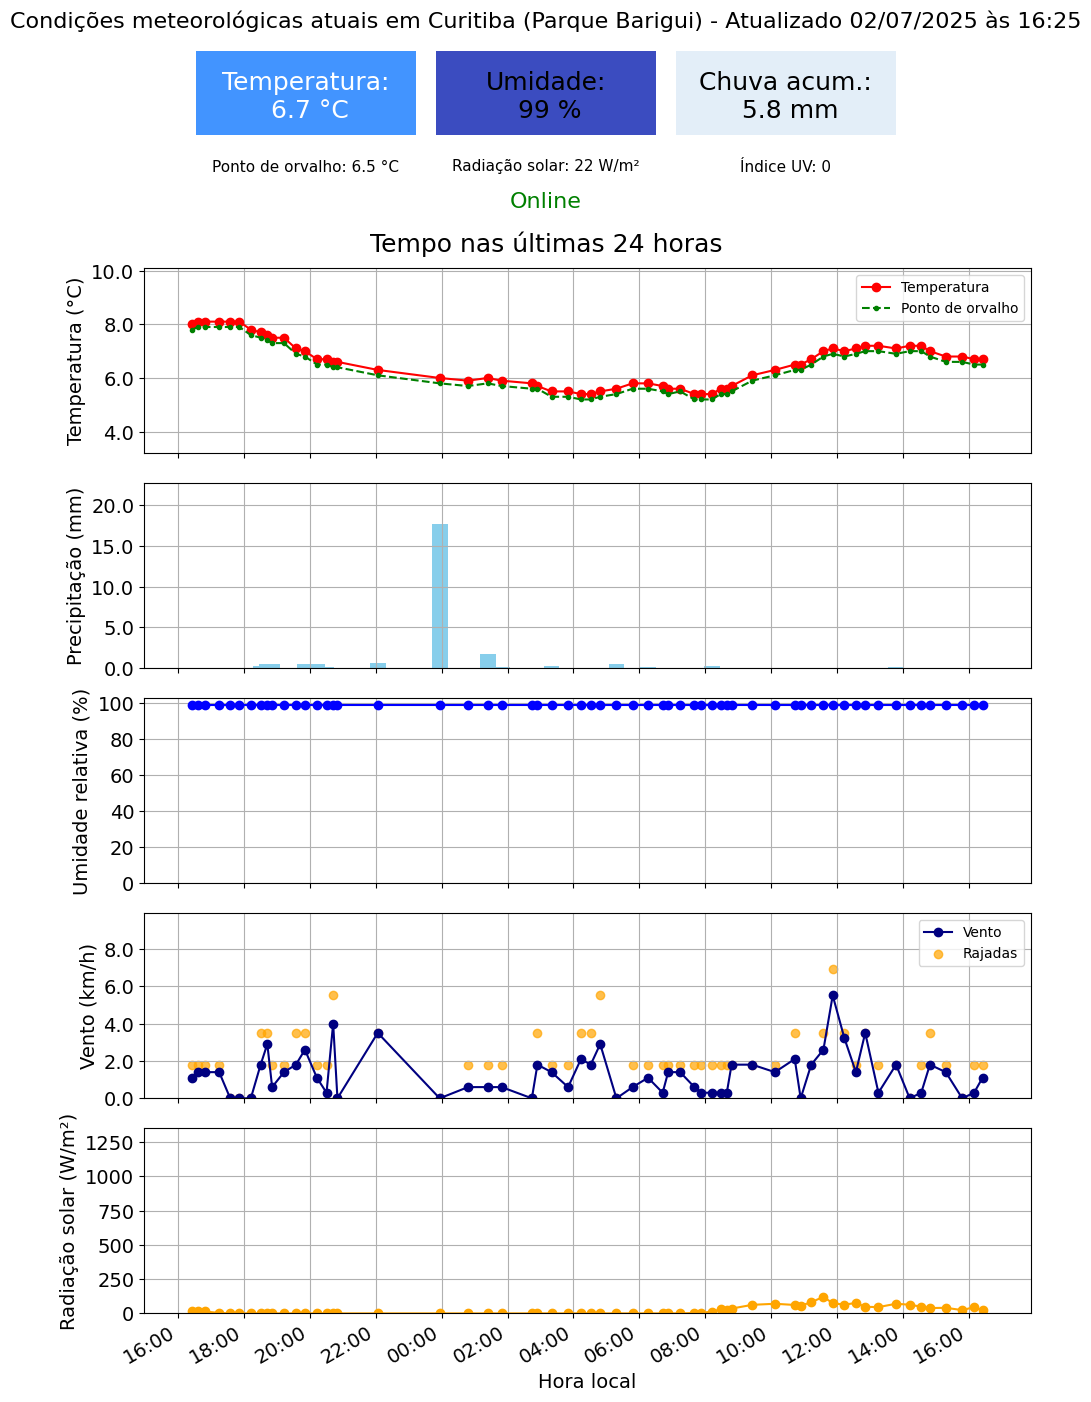 Condições meteorológicas atuais em Curitiba (Parque Barigui) - Atualizado 02/07/2025 às 16:25
Temperatura:
6.7 °C
Umidade:
99 %
Chuva acum.:
5.8 mm
Ponto de orvalho: 6.5 °C
Radiação solar: 22 W/m²
Índice UV: 0
Online
Tempo nas últimas 24 horas
Temperatura (°C)
10.0
8.0
6.0
4.0
Temperatura
Ponto de orvalho
Precipitação (mm)
20.0
15.0
10.0
5.0
0.0
Umidade relativa (%)
100
80
60
40
20
0
Vento (km/h)
8.0
6.0
4.0
2.0
0.0
Vento
Rajadas
Radiação solar (W/m²)
1250
1000
750
500
250
0
16:00
18:00
20:00
22:00
00:00
02:00
04:00
06:00
08:00
10:00
12:00
14:00
16:00
Hora local